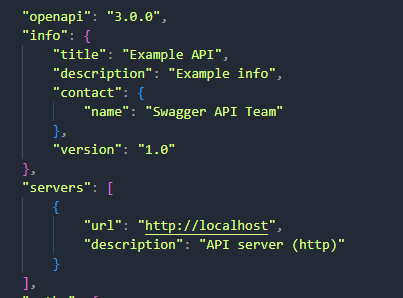 "openapi": "3.0.0",
"info": {
"title": "Example API",
"description": "Example info",
"contact": {
"name": "Swagger API Team"
},
"version": "1.0"
},
"servers": [
{
"url": "http://localhost",
"description": "API server (http)"
}
],